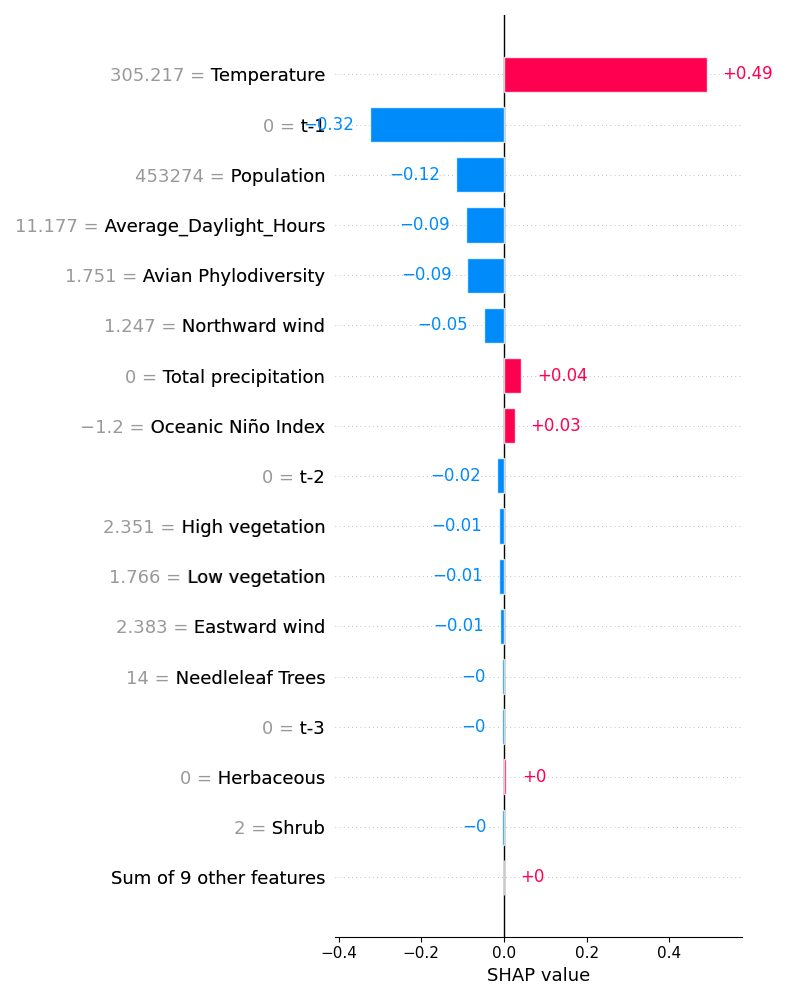 305.217 = Temperature +0.49
0 = t-1 −0.32
453274 = Population −0.12
11.177 = Average_Daylight_Hours −0.09
1.751 = Avian Phylodiversity −0.09
1.247 = Northward wind −0.05
0 = Total precipitation +0.04
−1.2 = Oceanic Niño Index +0.03
0 = t-2 −0.02
2.351 = High vegetation −0.01
1.766 = Low vegetation −0.01
2.383 = Eastward wind −0.01
14 = Needleleaf Trees −0
0 = t-3 −0
0 = Herbaceous +0
2 = Shrub −0
Sum of 9 other features +0
−0.4 −0.2 0.0 0.2 0.4
SHAP value